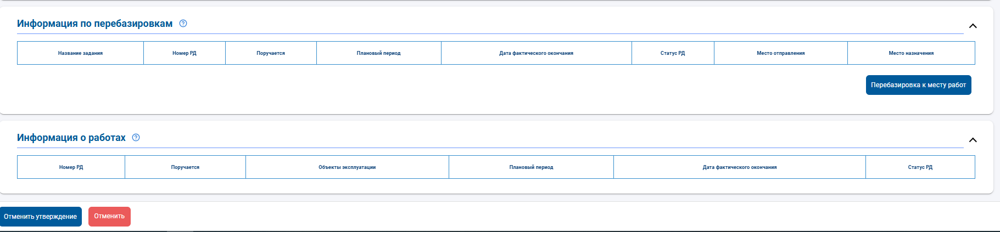 Информация по перебазировкам
Название задания Номер РД Поручается Плановый период Дата фактического окончания Статус РД Место отправления Место назначения
Перебазировка к месту работ
Информация о работах
Номер РД Поручается Объекты эксплуатации Плановый период Дата фактического окончания Статус РД
Отменить утверждение Отменить